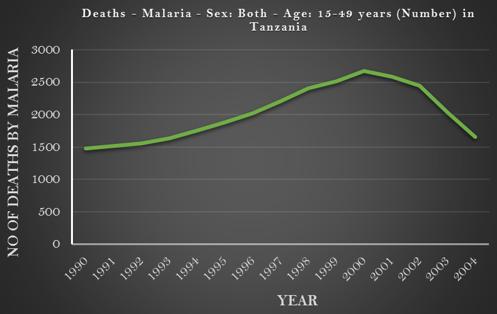 Deaths - Malaria - Sex: Both - Age: 15-49 years (Number) in
Tanzania
NO OF DEATHS BY MALARIA
3000
2500
2000
1500
1000
500
0
1990 1991 1992 1993 1994 1995 1996 1997 1998 1999 2000 2001 2002 2003 2004
YEAR